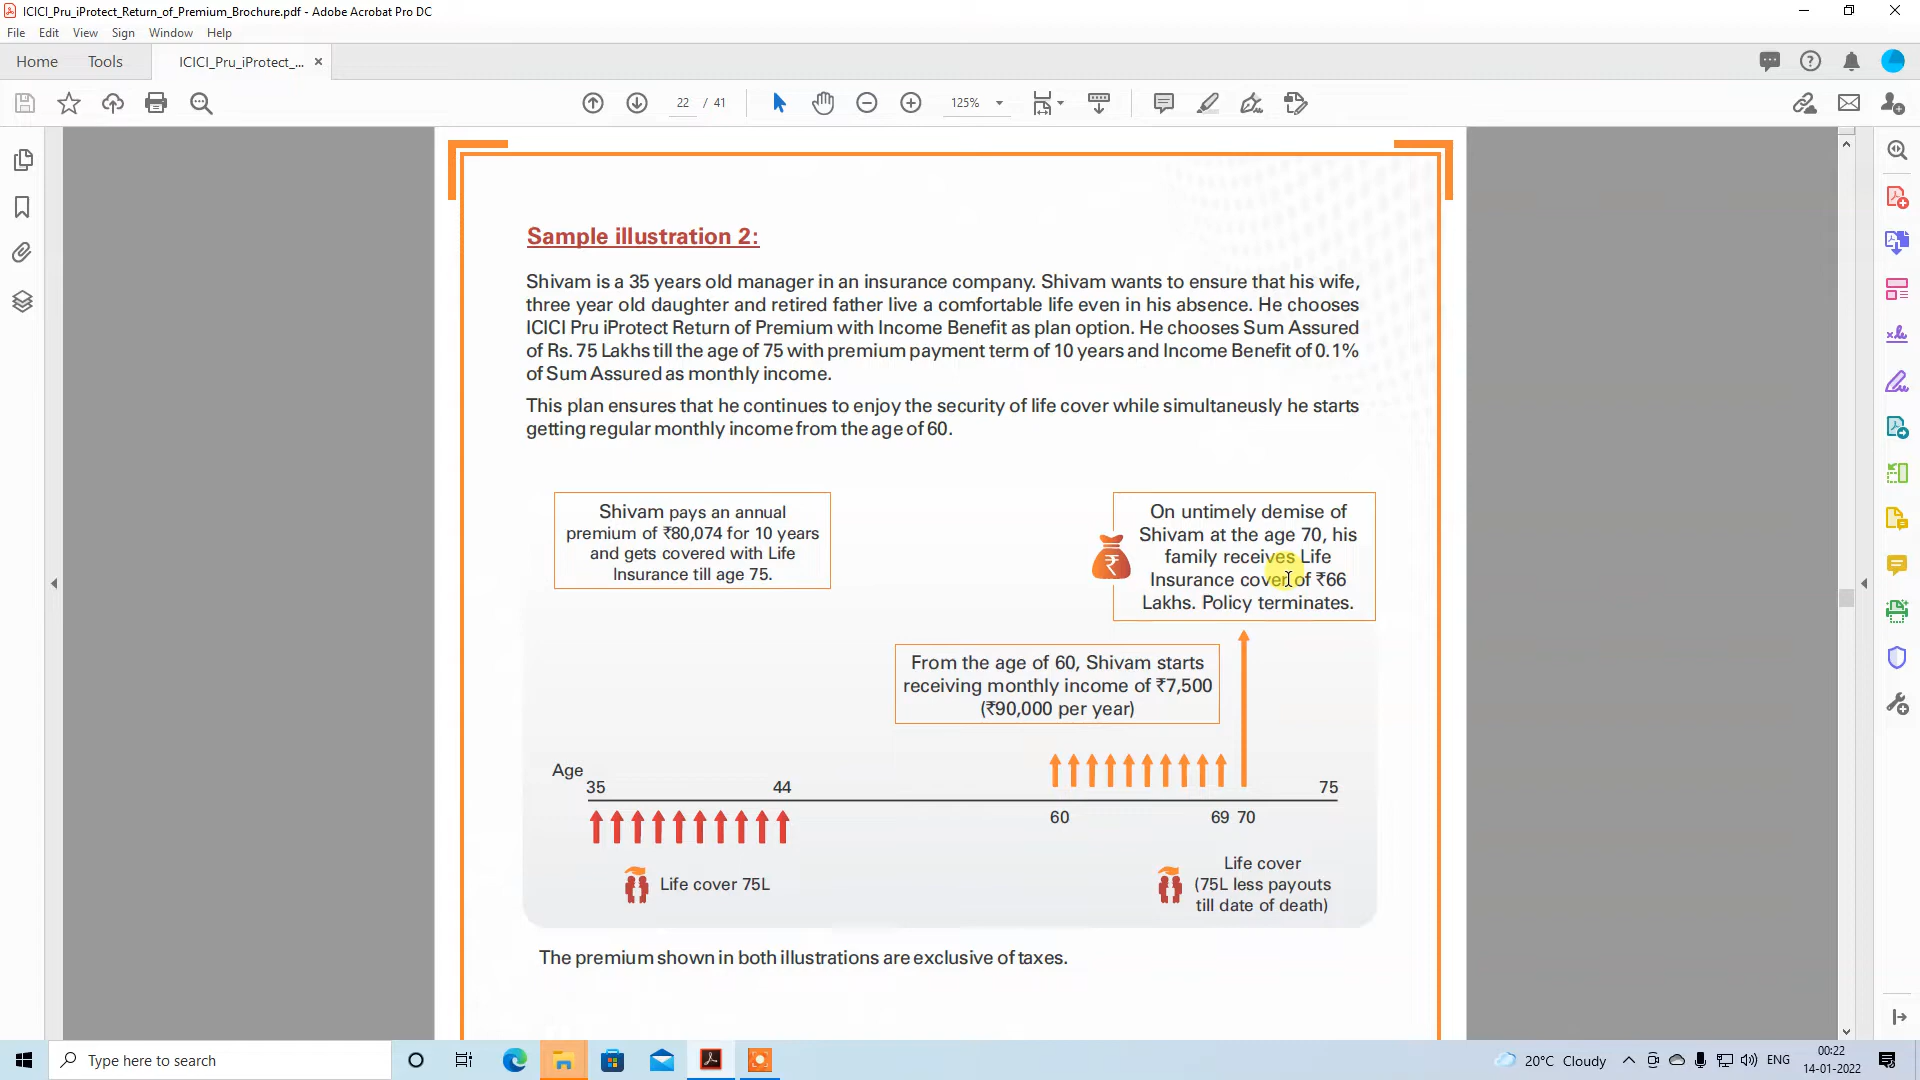 ICICI_Pru_iProtect_Return_of_Premium_Brochure.pdf - Adobe Acrobat Pro DC
File Edit View Sign Window Help
Home Tools ICICI_Pru_iProtect_... ×
22 / 41 125%
Sample illustration 2:
Shivam is a 35 years old manager in an insurance company. Shivam wants to ensure that his wife,
three year old daughter and retired father live a comfortable life even in his absence. He chooses
ICICI Pru iProtect Return of Premium with Income Benefit as plan option. He chooses Sum Assured
of Rs. 75 Lakhs till the age of 75 with premium payment term of 10 years and Income Benefit of 0.1%
of Sum Assured as monthly income.
This plan ensures that he continues to enjoy the security of life cover while simultaneusly he starts
getting regular monthly income from the age of 60.
Shivam pays an annual
premium of ₹80,074 for 10 years
and gets covered with Life
Insurance till age 75.
On untimely demise of
Shivam at the age 70, his
family receives Life
Insurance cover of ₹66
Lakhs. Policy terminates.
₹
From the age of 60, Shivam starts
receiving monthly income of ₹7,500
(₹90,000 per year)
Age
35 44 75
60 69 70
Life cover 75L
Life cover
(75L less payouts
till date of death)
The premium shown in both illustrations are exclusive of taxes.
Type here to search
20°C Cloudy
ENG
00:22
14-01-2022